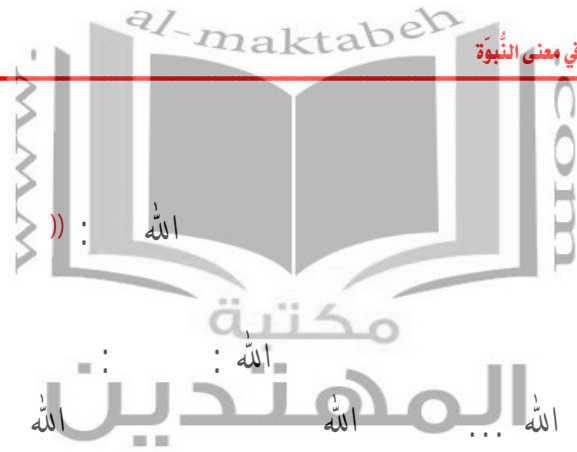 al-maktabeh
في معنى النُّبوّة
www.
.com
الله : ((
مكتبة
الله : :
المهتدين
الله ... الله الله